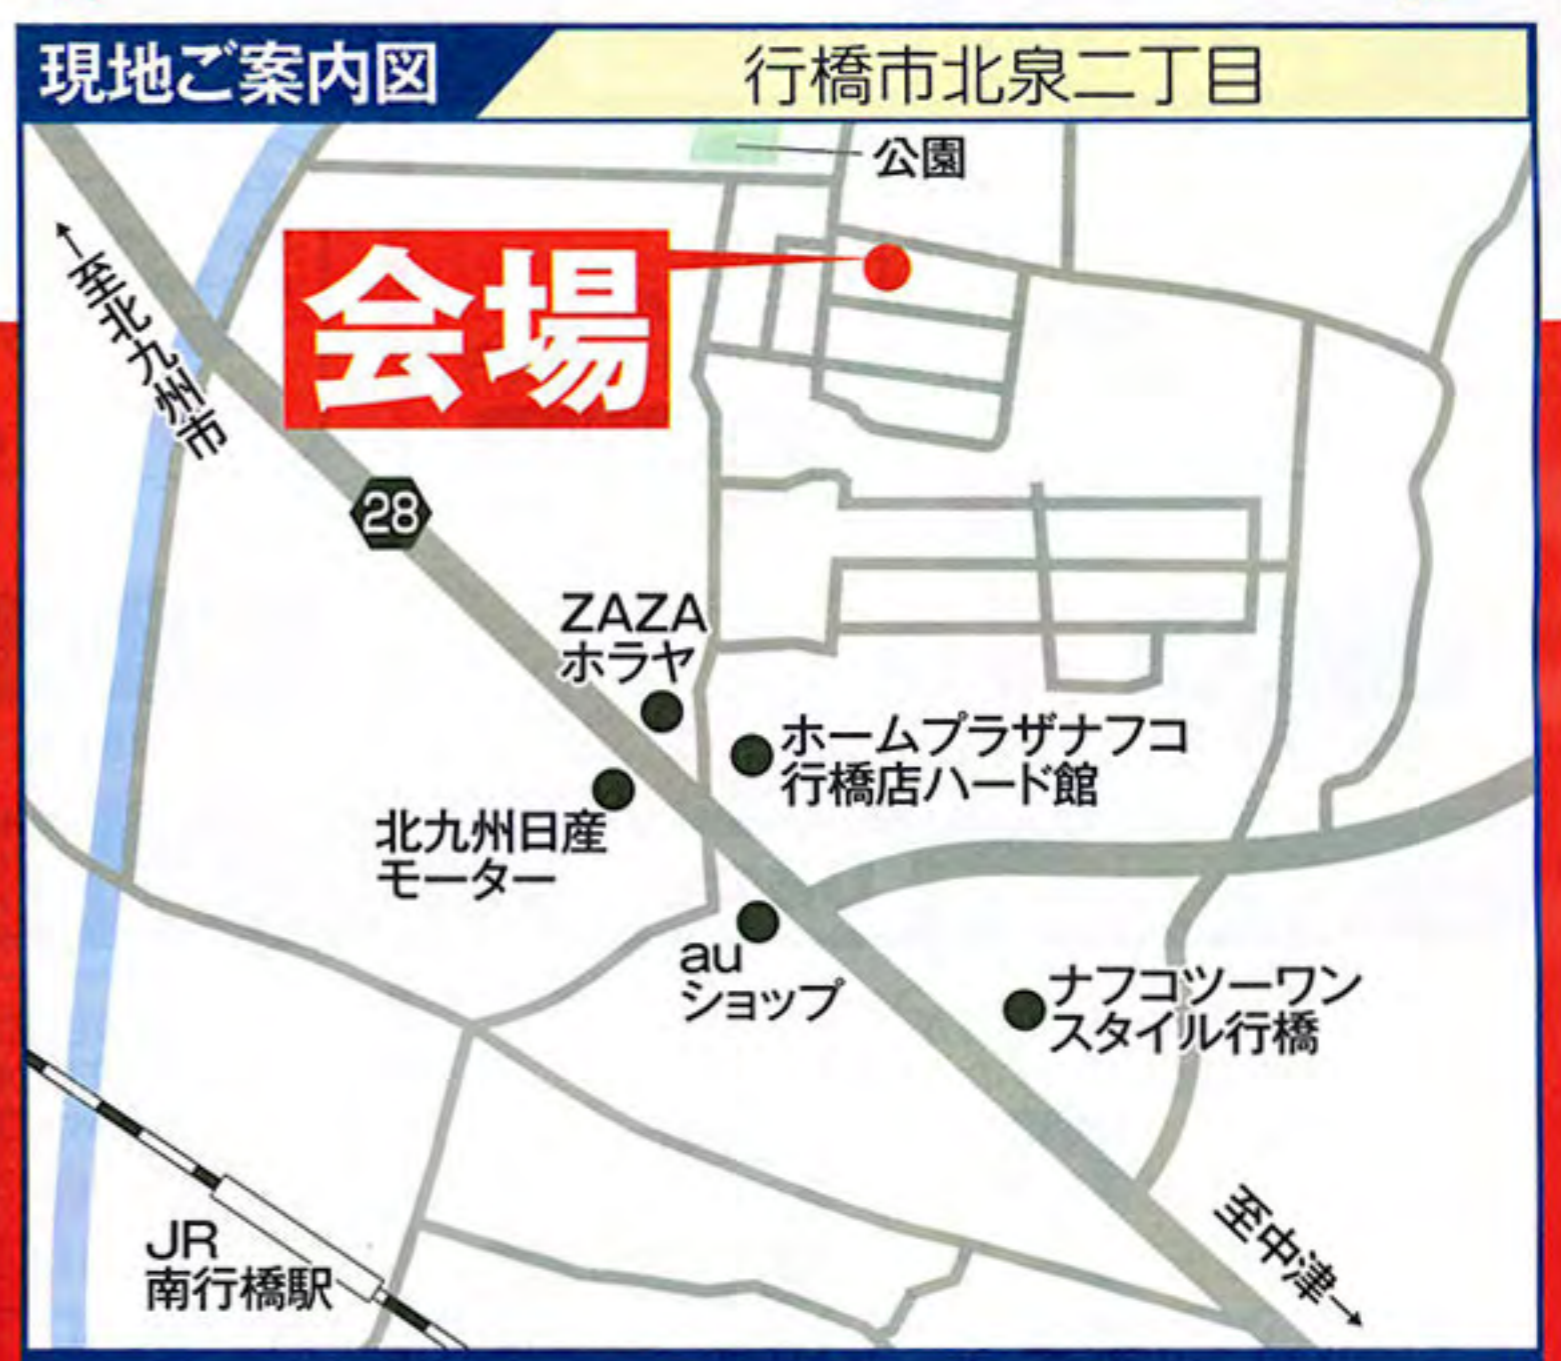 現地ご案内図
行橋市北泉二丁目
公園
←至北九州市
会場
28
ZAZA
ホラヤ
ホームプラザナフコ
行橋店ハード館
北九州日産
モーター
au
ショップ
ナフコツーワン
スタイル行橋
至中津→
JR
南行橋駅